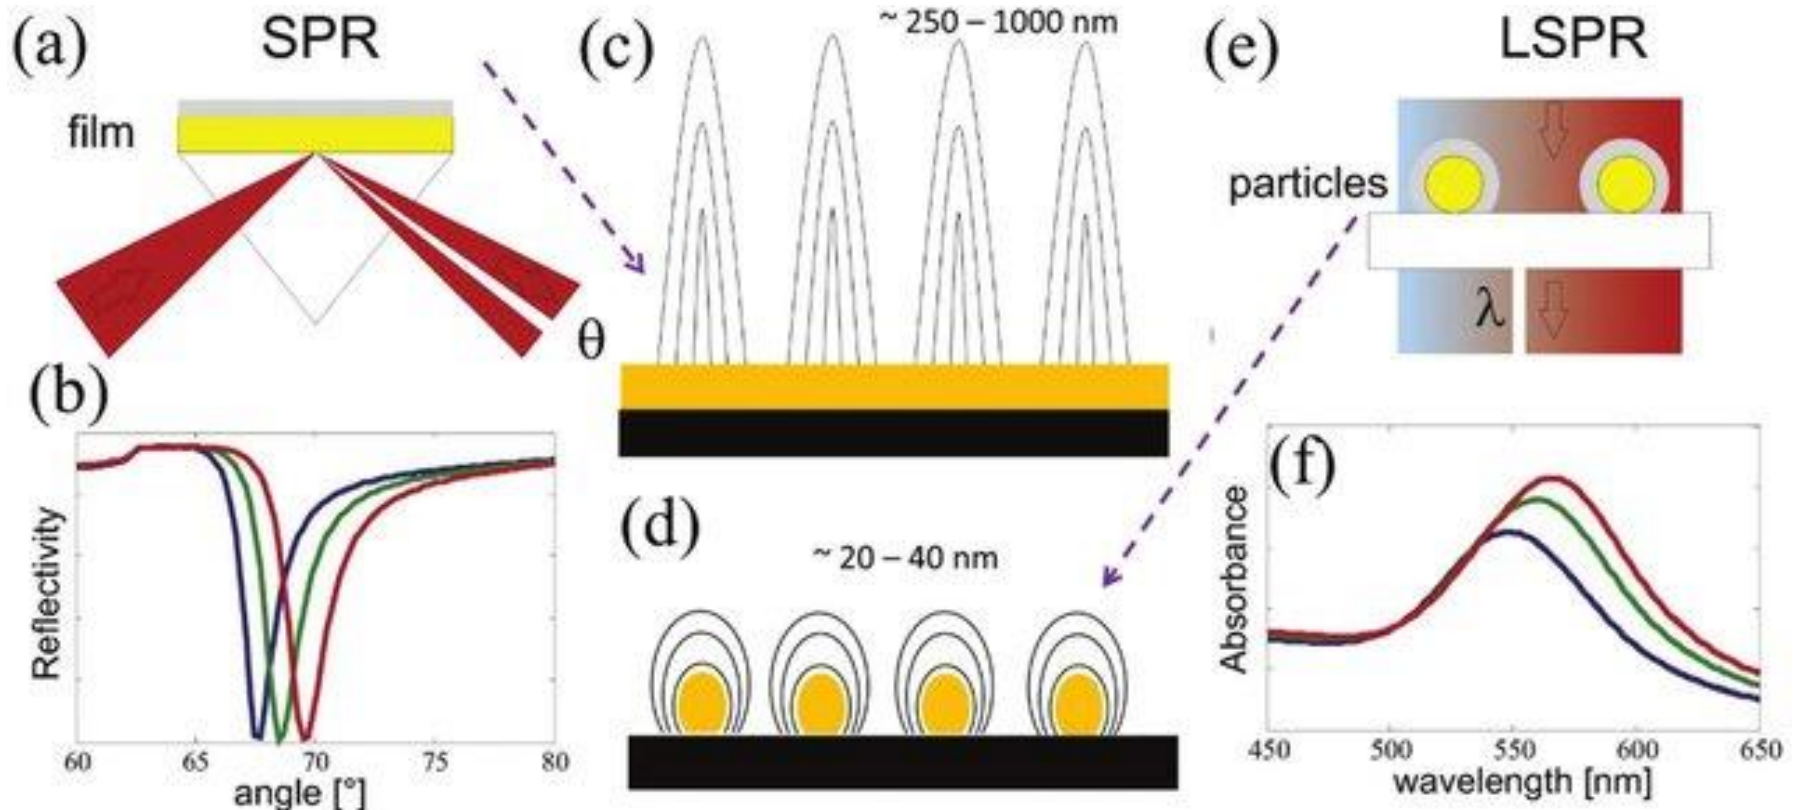 (a)
SPR
film
θ
(b)
Reflectivity
60 65 70 75 80
angle [°]
(c)
~ 250 – 1000 nm
(d)
~ 20 – 40 nm
(e)
LSPR
particles
λ
(f)
Absorbance
450 500 550 600 650
wavelength [nm]